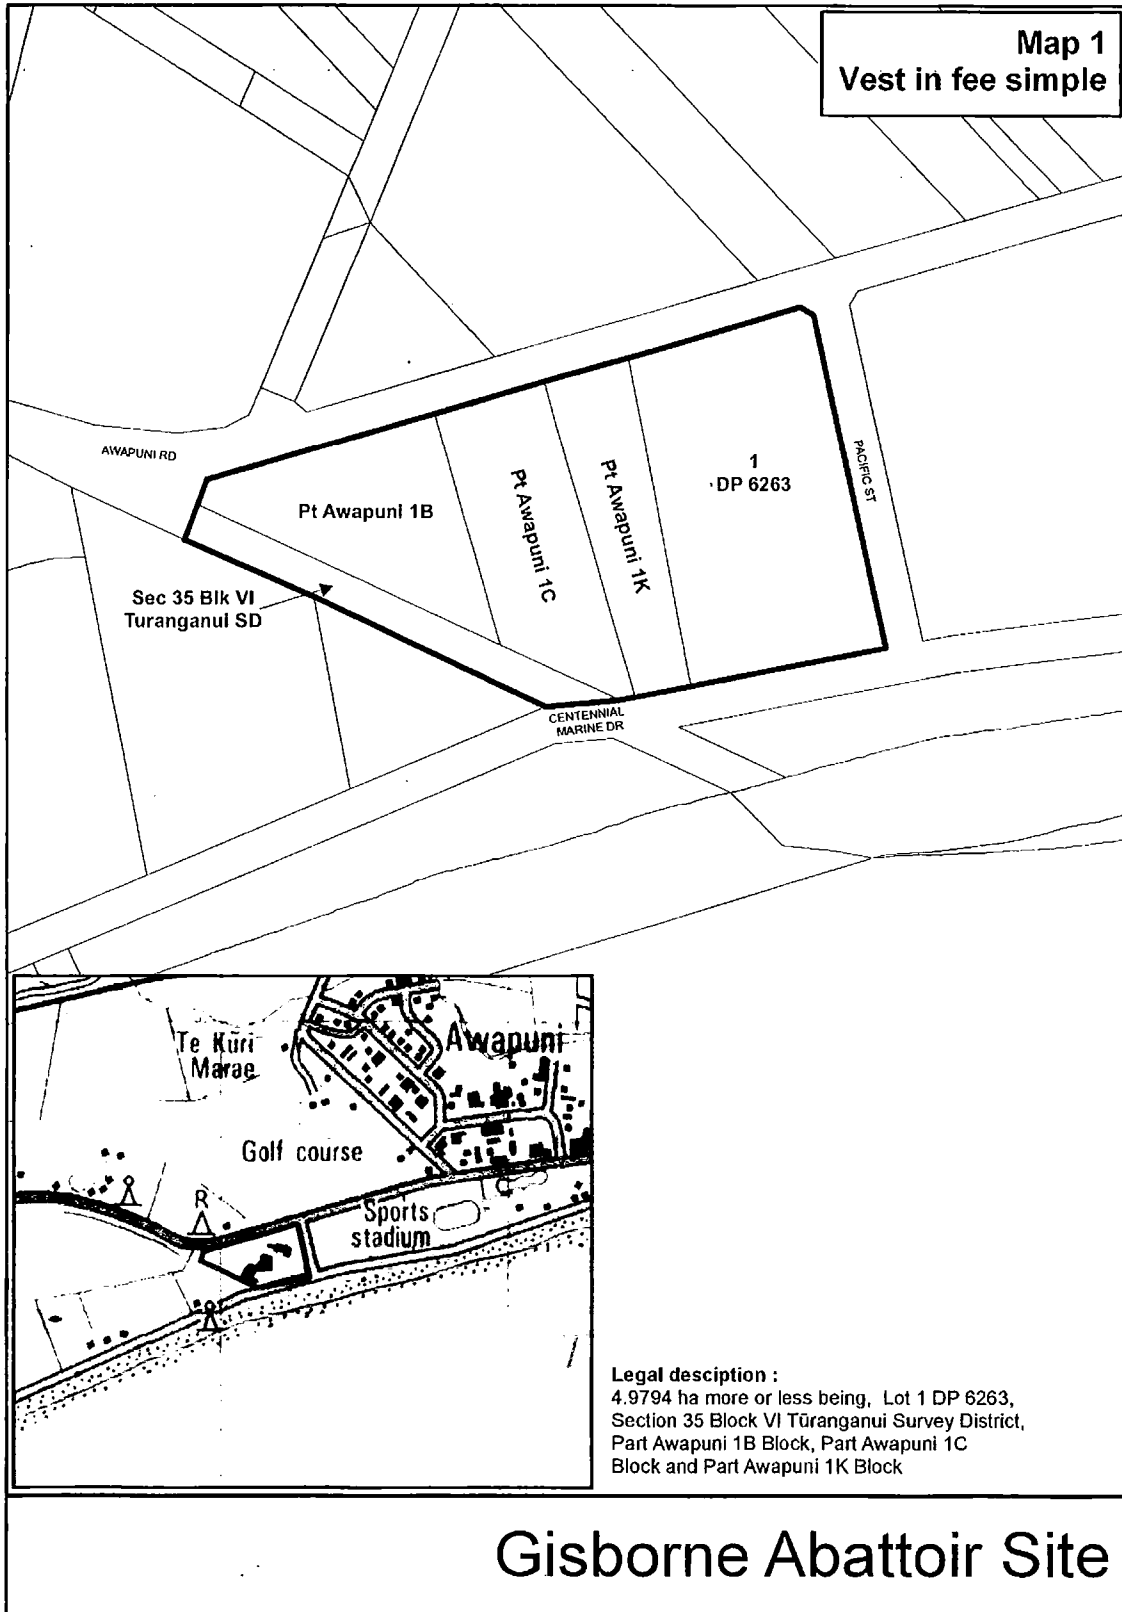 Map 1
Vest in fee simple
AWAPUNI RD
Pt Awapuni 1B
Pt Awapuni 1C
Pt Awapuni 1K
1
DP 6263
PACIFIC ST
Sec 35 Blk VI
Turanganui SD
CENTENNIAL
MARINE DR
Te Kuri
Marae
Awapuni
Golf course
R
Sports
stadium
Legal desciption :
4.9794 ha more or less being, Lot 1 DP 6263,
Section 35 Block VI Tūranganui Survey District,
Part Awapuni 1B Block, Part Awapuni 1C
Block and Part Awapuni 1K Block
Gisborne Abattoir Site